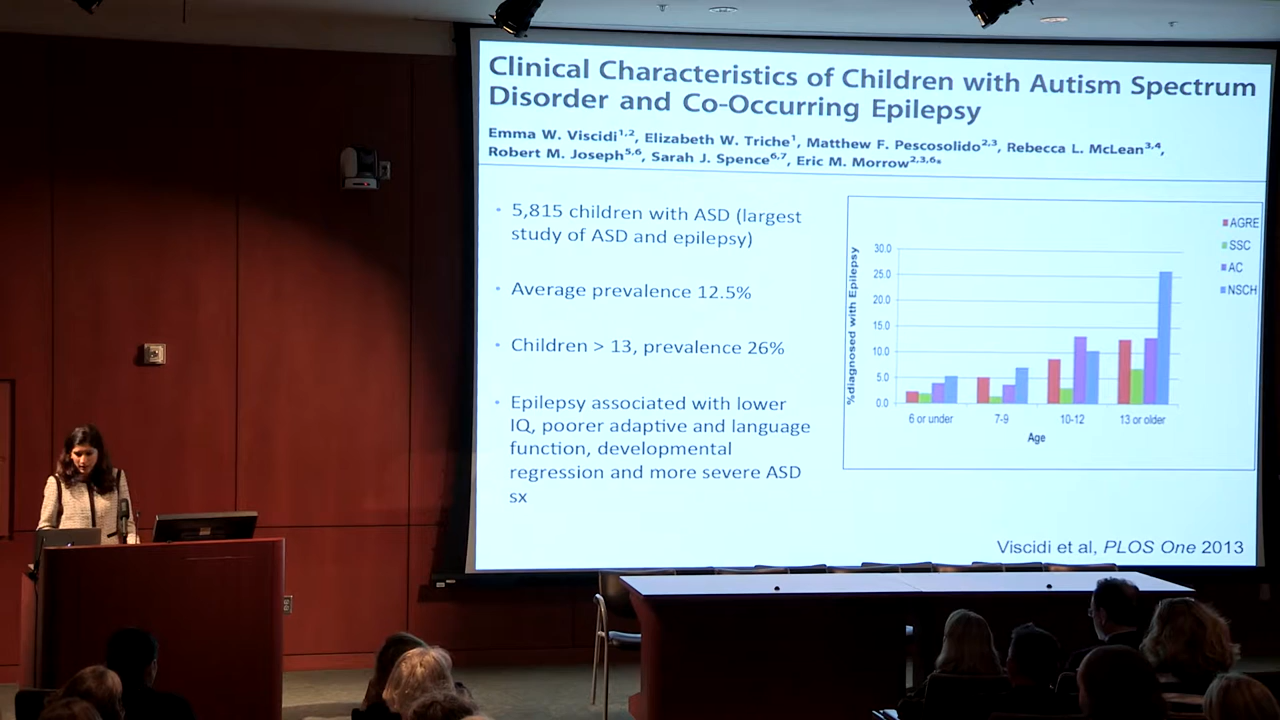 Clinical Characteristics of Children with Autism Spectrum
Disorder and Co-Occurring Epilepsy
Emma W. Viscidi1,2, Elizabeth W. Triche1, Matthew F. Pescosolido2,3, Rebecca L. McLean3,4,
Robert M. Joseph5,6, Sarah J. Spence6,7, Eric M. Morrow2,3,6*
• 5,815 children with ASD (largest
study of ASD and epilepsy)
• Average prevalence 12.5%
• Children > 13, prevalence 26%
• Epilepsy associated with lower
IQ, poorer adaptive and language
function, developmental
regression and more severe ASD
sx
%diagnosed with Epilepsy
30.0
25.0
20.0
15.0
10.0
5.0
0.0
6 or under 7-9 10-12 13 or older
Age
AGRE
SSC
AC
NSCH
Viscidi et al, PLOS One 2013